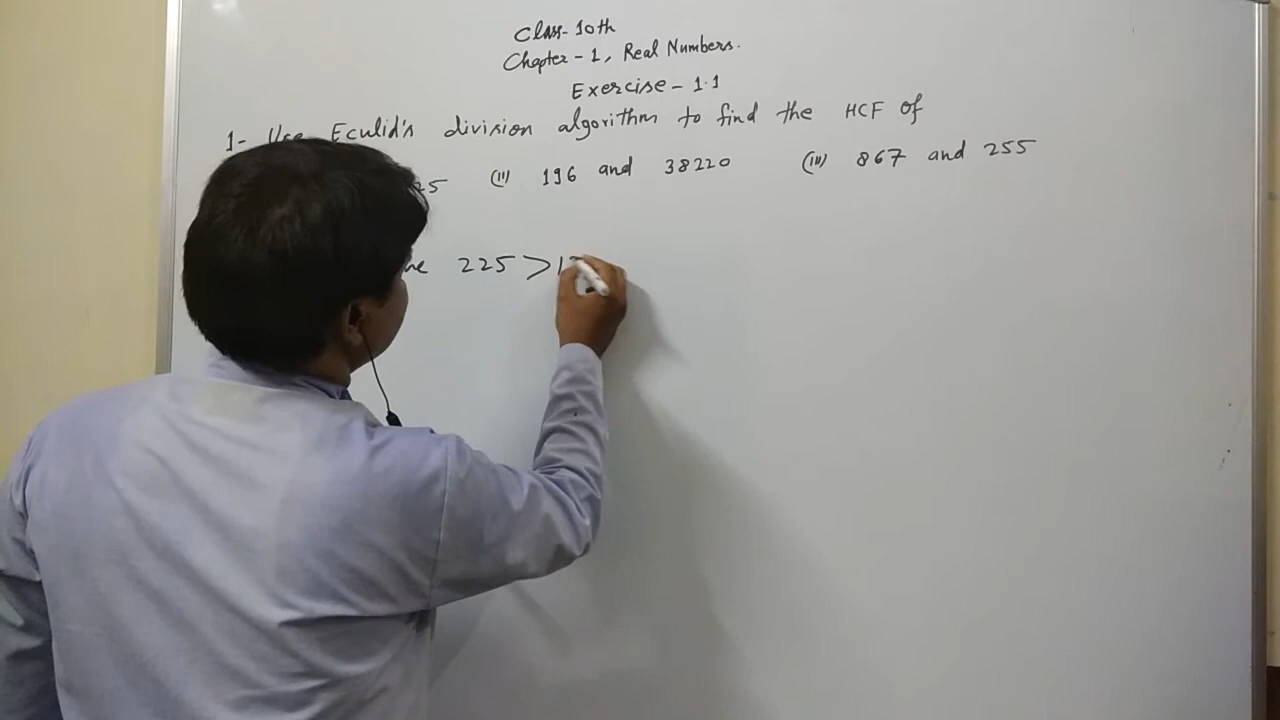 Class-10th
Chapter-1, Real Numbers.
Exercise-1.1
1- Use Eculid's division algorithm to find the HCF of
(ii) 196 and 38220 (iii) 867 and 255
225 >